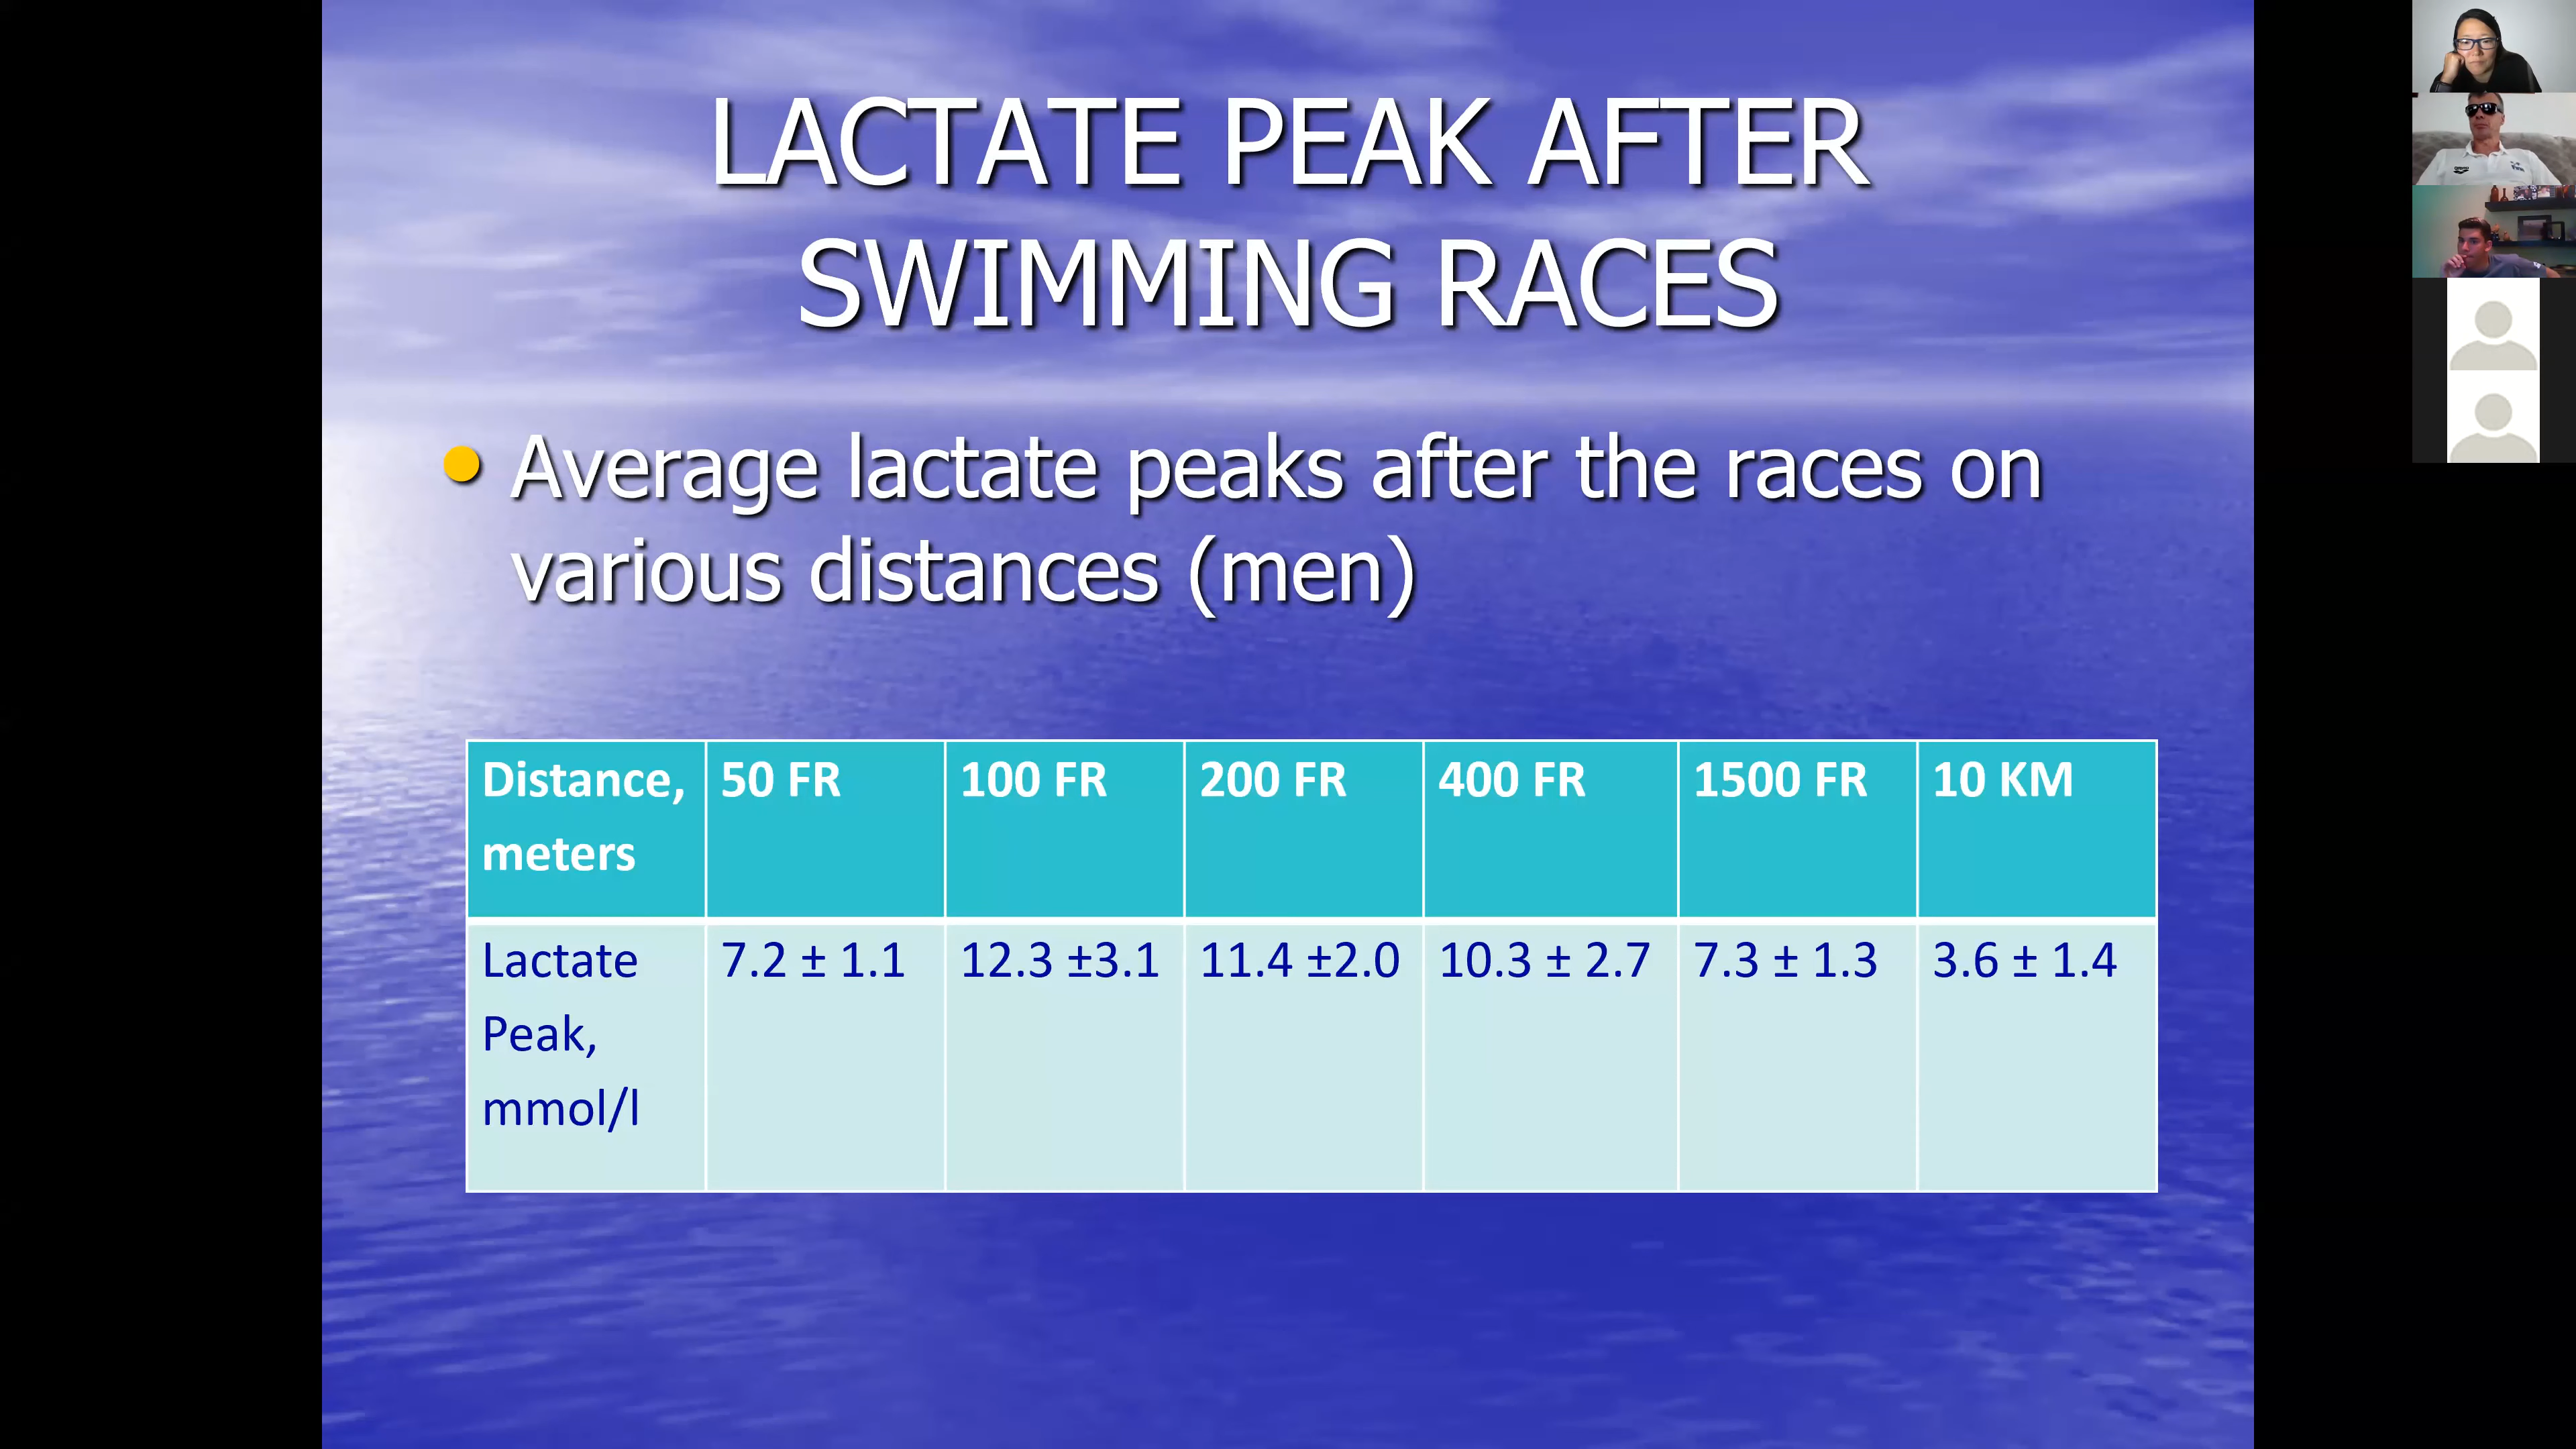 LACTATE PEAK AFTER
SWIMMING RACES
Average lactate peaks after the races on
various distances (men)
Distance, meters 50 FR 100 FR 200 FR 400 FR 1500 FR 10 KM
Lactate Peak, mmol/l 7.2 ± 1.1 12.3 ±3.1 11.4 ±2.0 10.3 ± 2.7 7.3 ± 1.3 3.6 ± 1.4